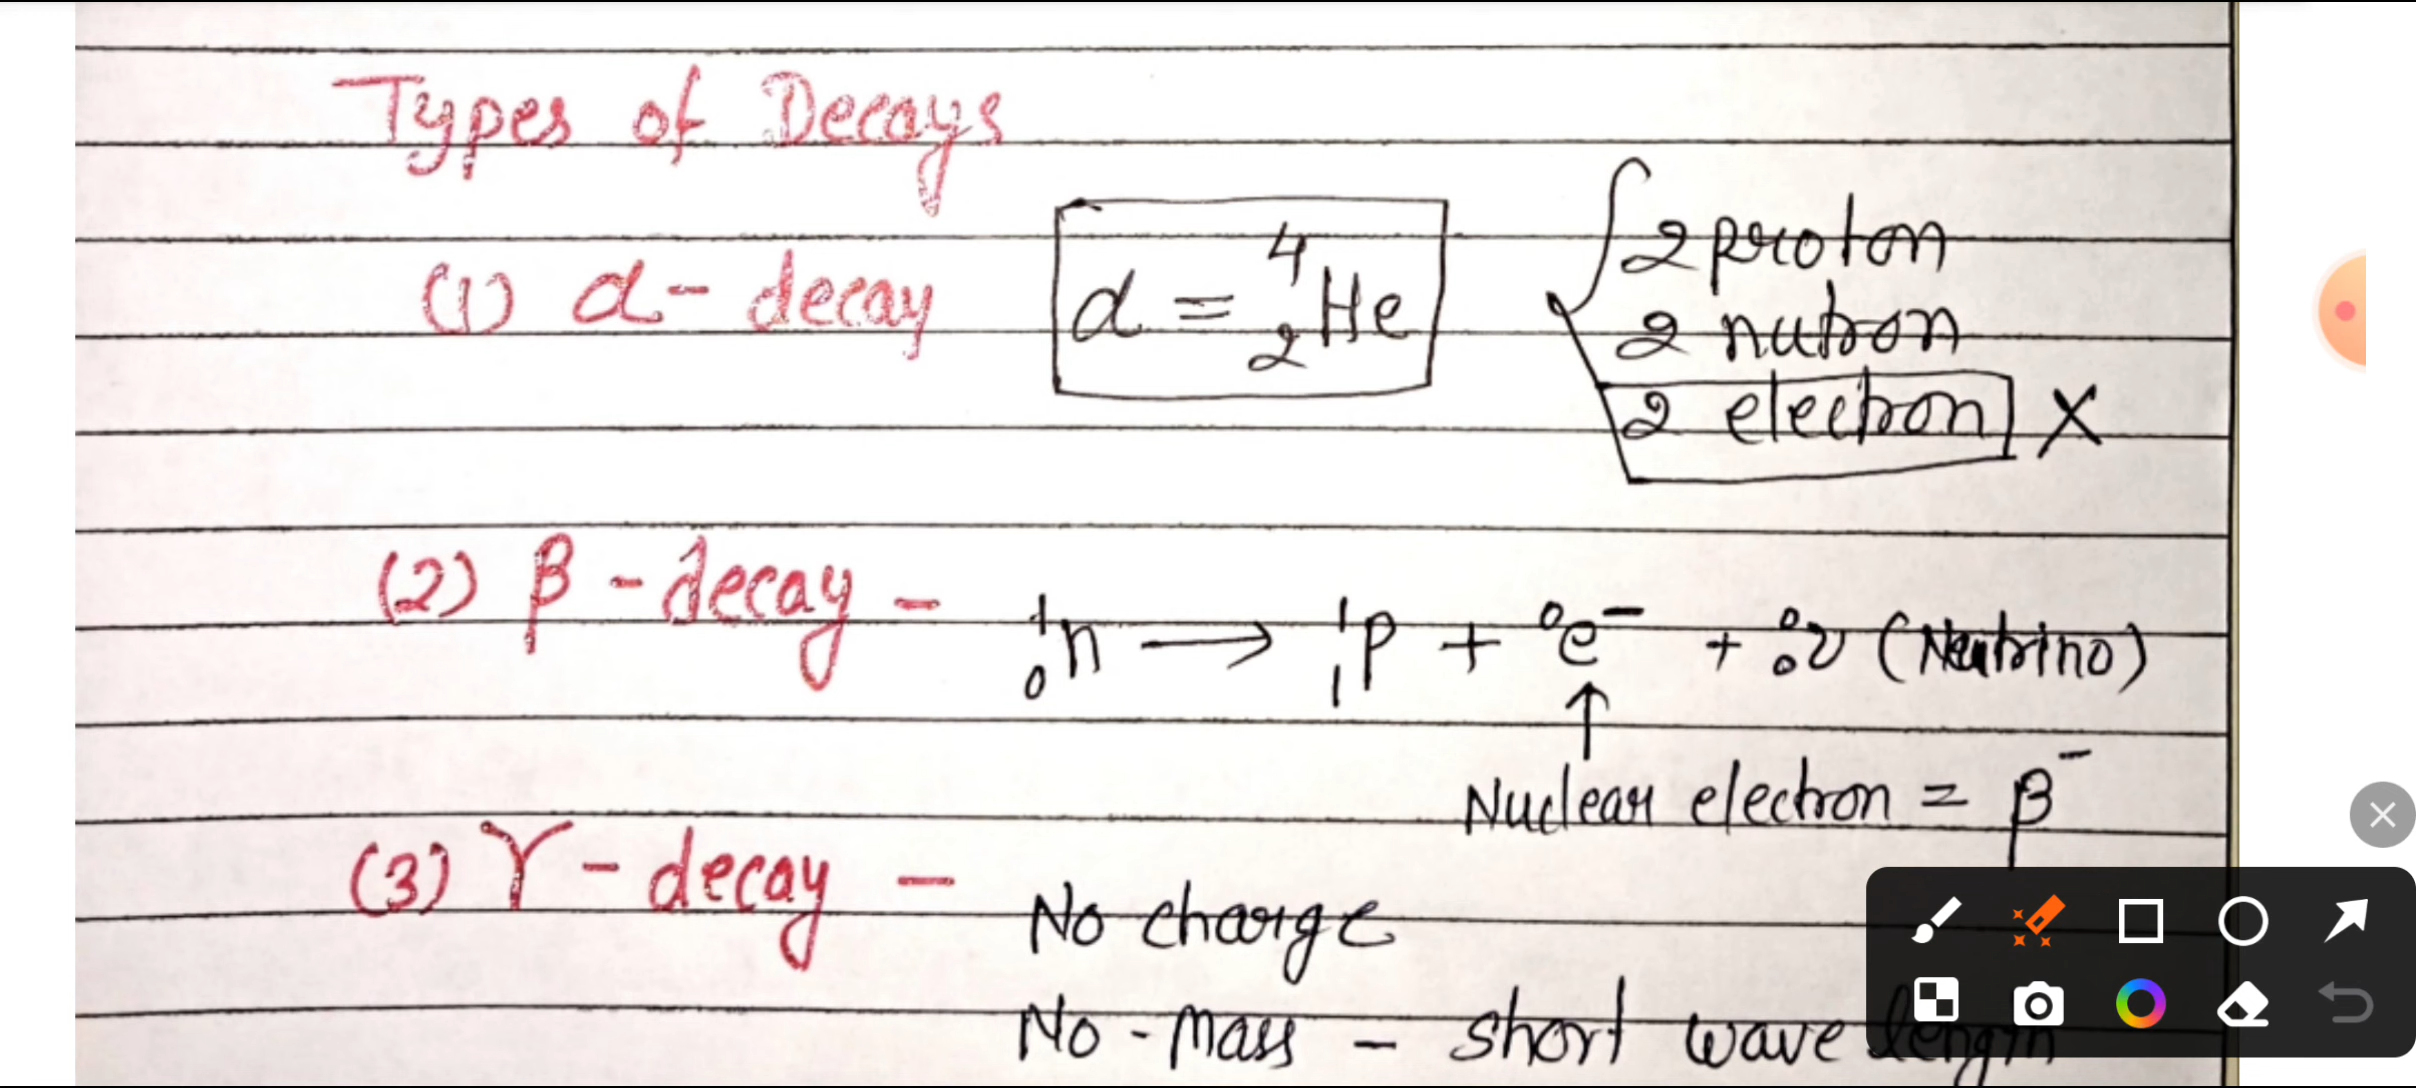 Types of Decays
(1) α - decay
α = ⁴₂He
2 proton
2 nutron
2 electron X
(2) β - decay - ¹₀n → ¹₁p + ⁰e⁻ + ⁰₀ν (Neutrino)
↑
Nuclear electron = β⁻
(3) γ - decay - No charge
No - mass - short wave length